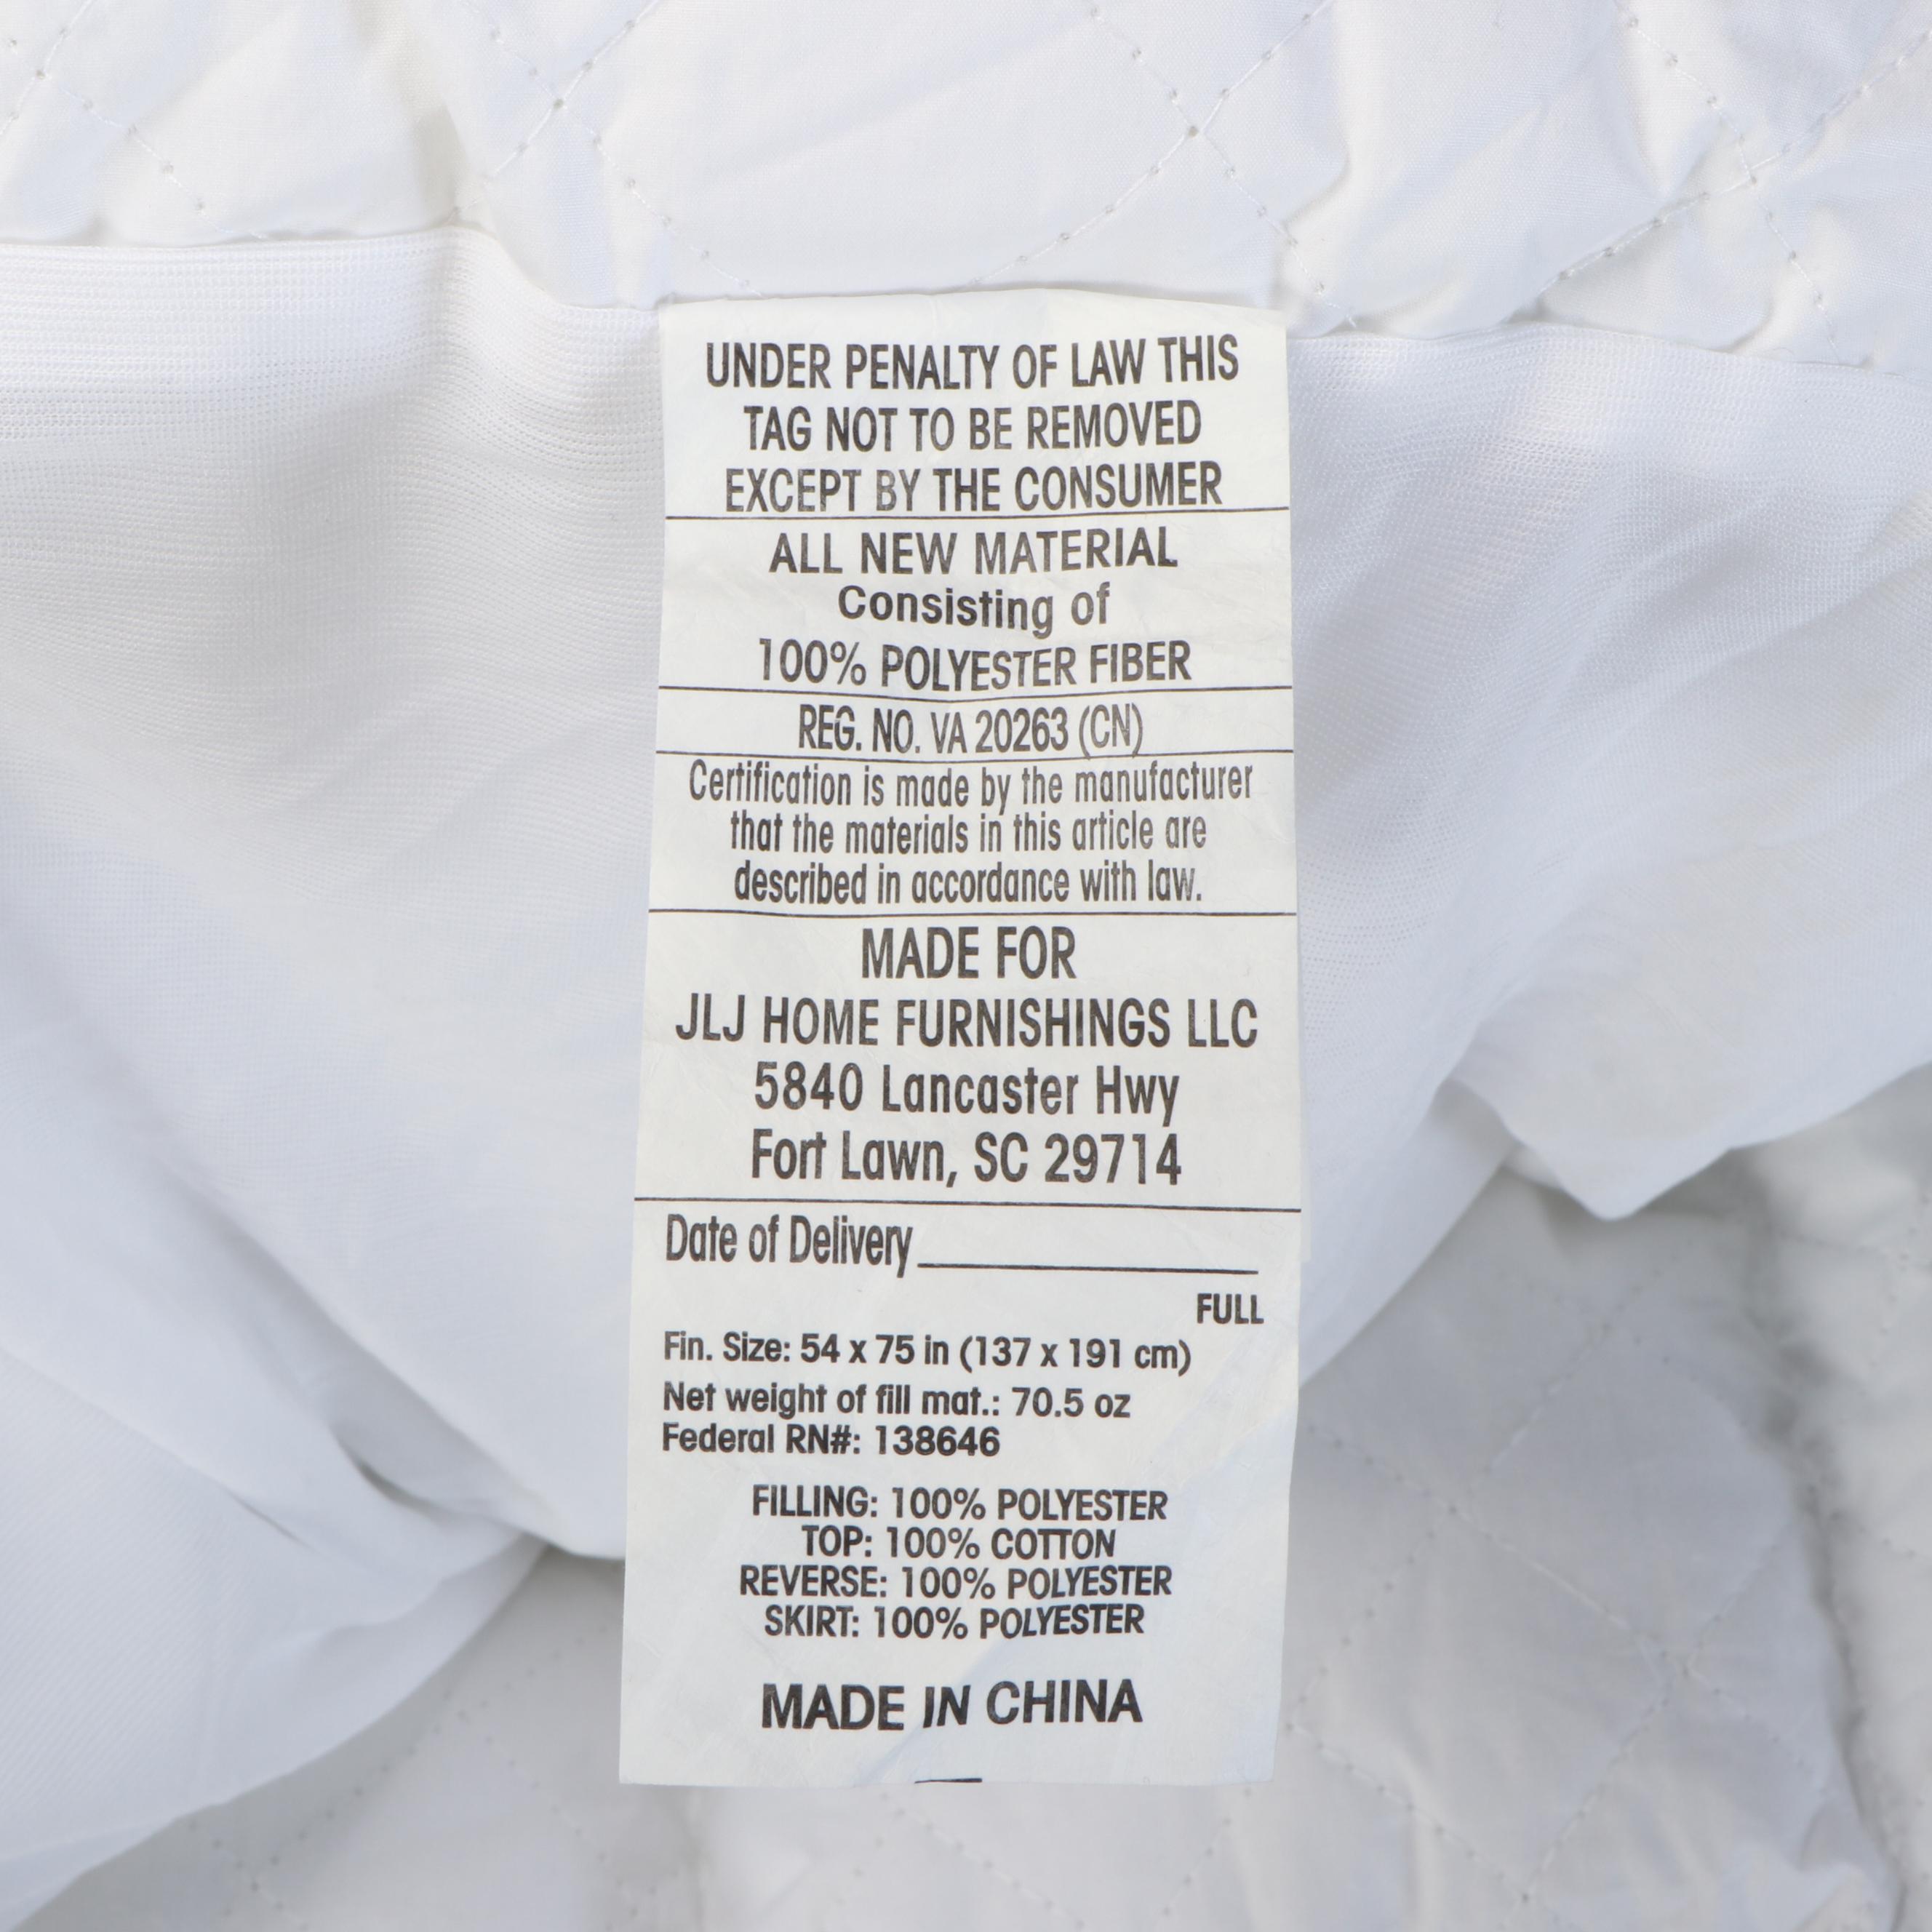 UNDER PENALTY OF LAW THIS
TAG NOT TO BE REMOVED
EXCEPT BY THE CONSUMER
ALL NEW MATERIAL
Consisting of
100% POLYESTER FIBER
REG. NO. VA 20263 (CN)
Certification is made by the manufacturer
that the materials in this article are
described in accordance with law.
MADE FOR
JLJ HOME FURNISHINGS LLC
5840 Lancaster Hwy
Fort Lawn, SC 29714
Date of Delivery
FULL
Fin. Size: 54 x 75 in (137 x 191 cm)
Net weight of fill mat.: 70.5 oz
Federal RN#: 138646
FILLING: 100% POLYESTER
TOP: 100% COTTON
REVERSE: 100% POLYESTER
SKIRT: 100% POLYESTER
MADE IN CHINA